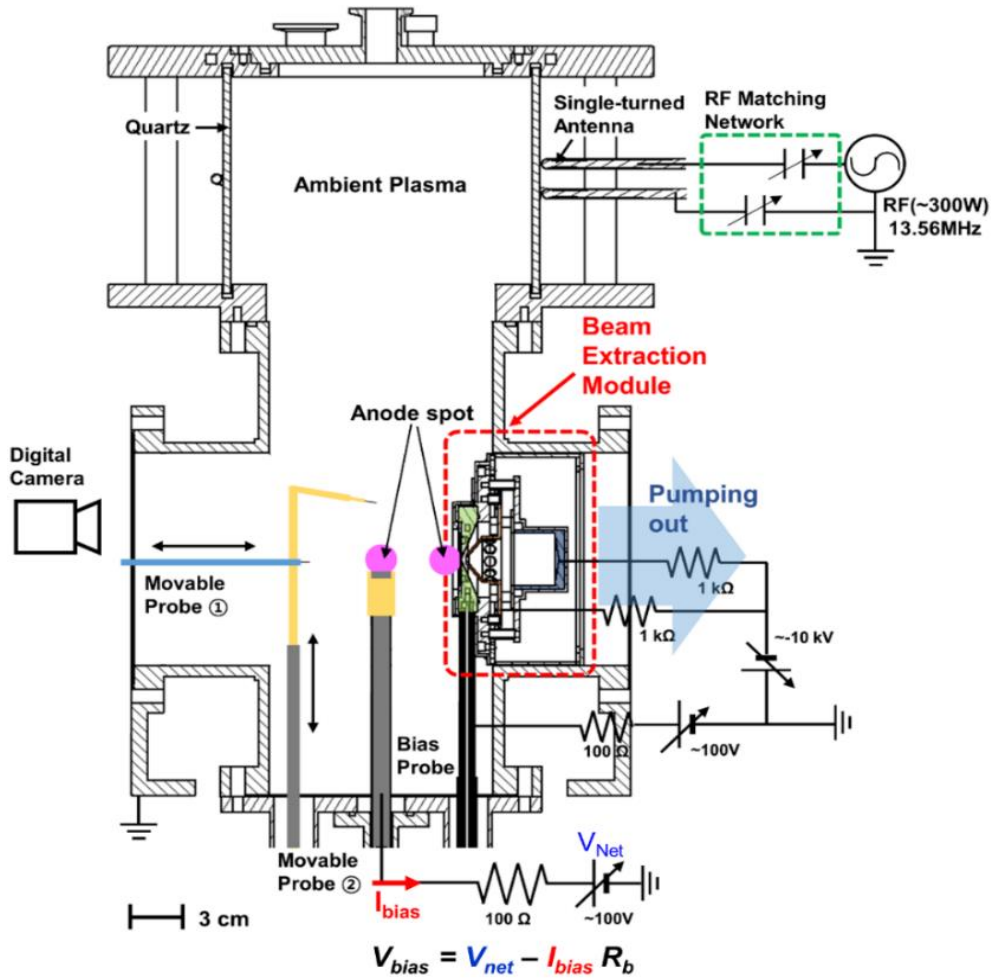 Quartz
Ambient Plasma
Single-turned
Antenna
RF Matching
Network
RF(~300W)
13.56MHz
Beam
Extraction
Module
Anode spot
Digital
Camera
Pumping
out
Movable
Probe ①
1 kΩ
1 kΩ
~-10 kV
Bias
Probe
100 Ω
~100V
Movable
Probe ②
V_Net
I_bias
100 Ω
~100V
3 cm
V_bias = V_net – I_bias R_b